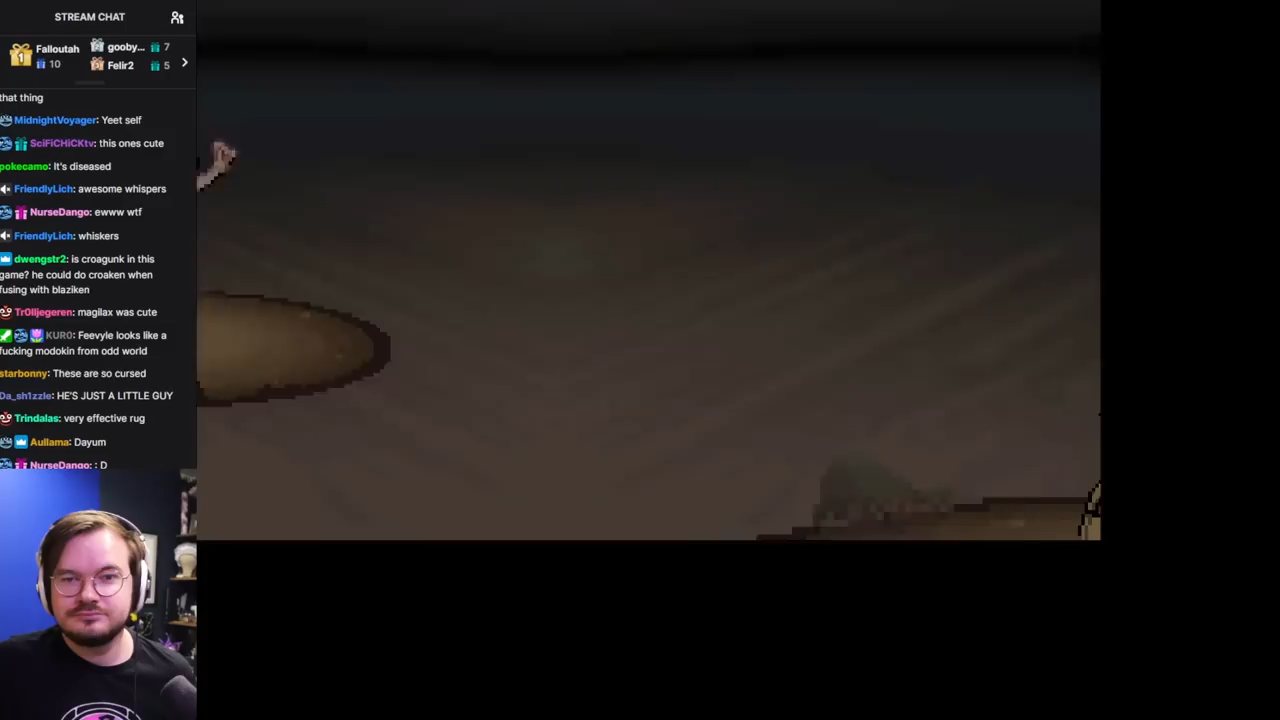 STREAM CHAT
Falloutah
10
gooby... 7
Felir2 5
that thing
MidnightVoyager: Yeet self
SciFiCHiCKtv: this ones cute
pokecamo: It's diseased
FriendlyLich: awesome whispers
NurseDango: ewww wtf
FriendlyLich: whiskers
dwengstr2: is croagunk in this
game? he could do croaken when
fusing with blaziken
Tr0lljegeren: magilax was cute
KUR0: Feevyle looks like a
fucking modokin from odd world
starbonny: These are so cursed
Da_sh1zzle: HE'S JUST A LITTLE GUY
Trindalas: very effective rug
Aullama: Dayum
NurseDango: : D